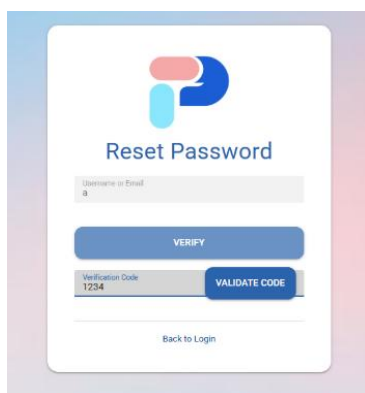 Reset Password
Username or Email
a
VERIFY
Verification Code
1234
VALIDATE CODE
Back to Login